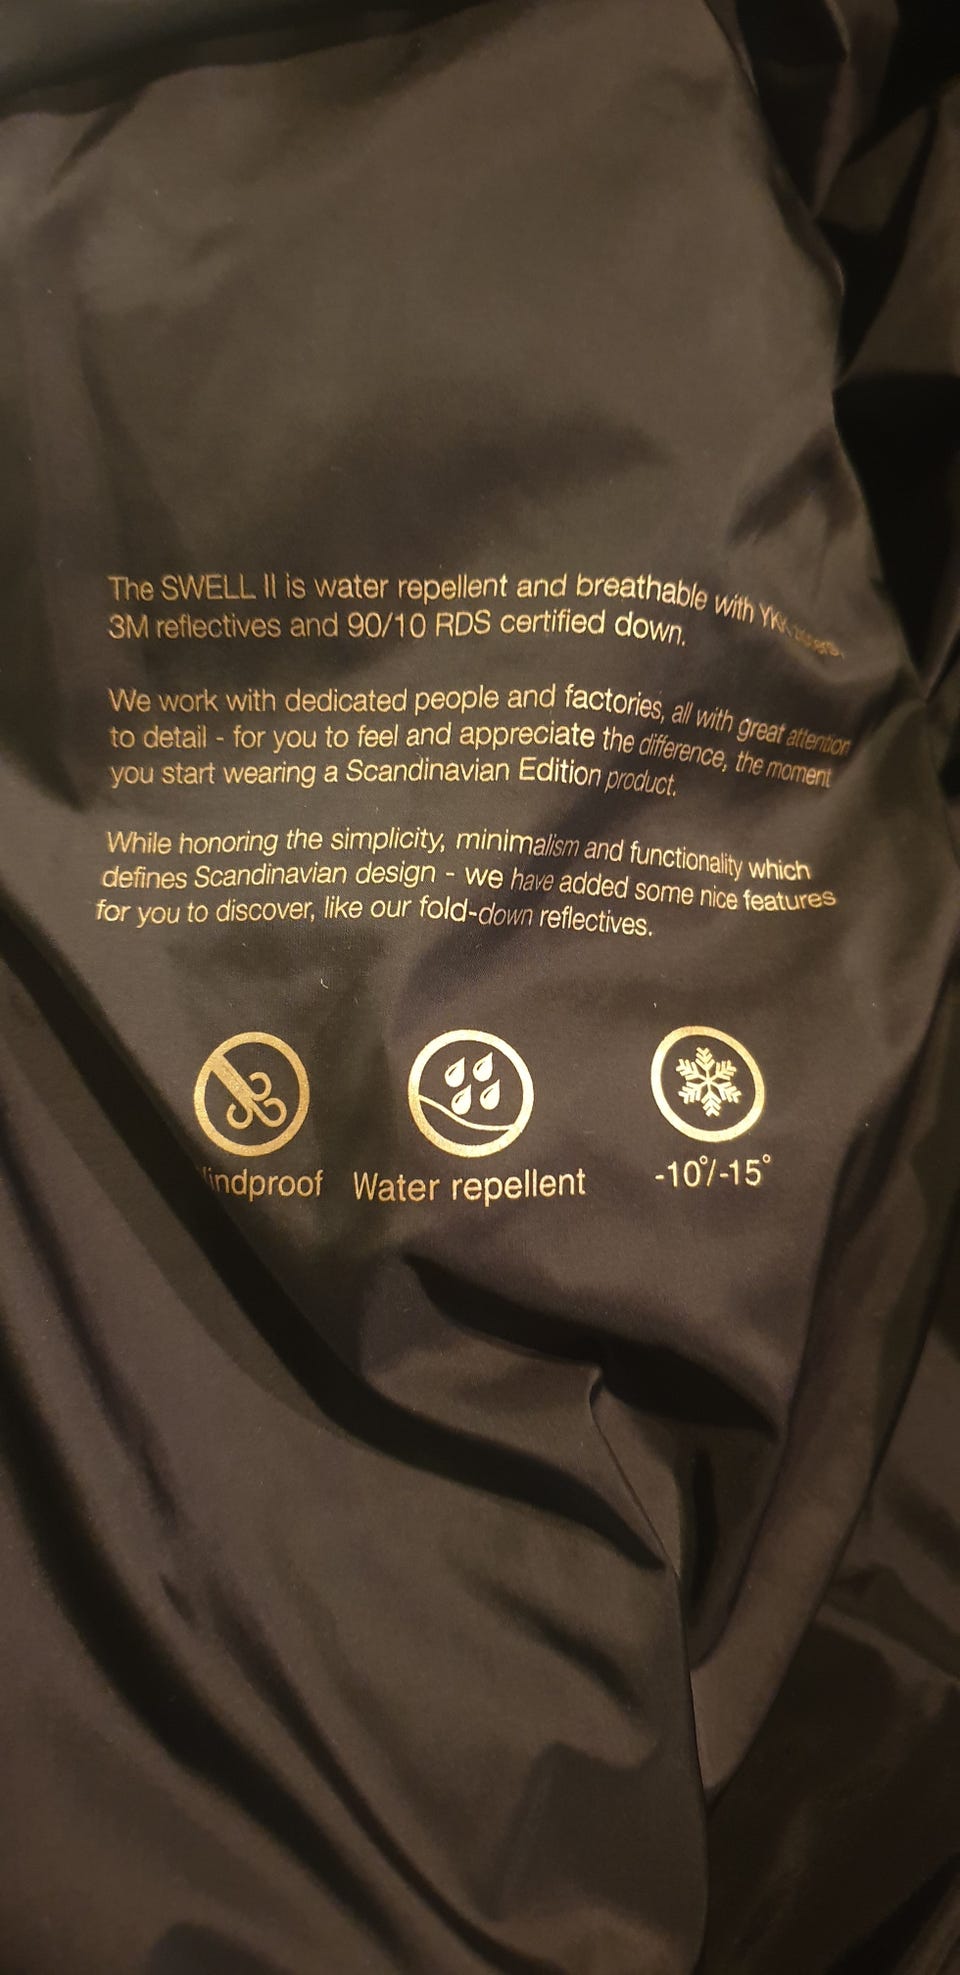 The SWELL II is water repellent and breathable with YKK
3M reflectives and 90/10 RDS certified down.
We work with dedicated people and factories, all with great attention
to detail - for you to feel and appreciate the difference, the moment
you start wearing a Scandinavian Edition product.
While honoring the simplicity, minimalism and functionality which
defines Scandinavian design - we have added some nice features
for you to discover, like our fold-down reflectives.
indproof Water repellent -10°/-15°